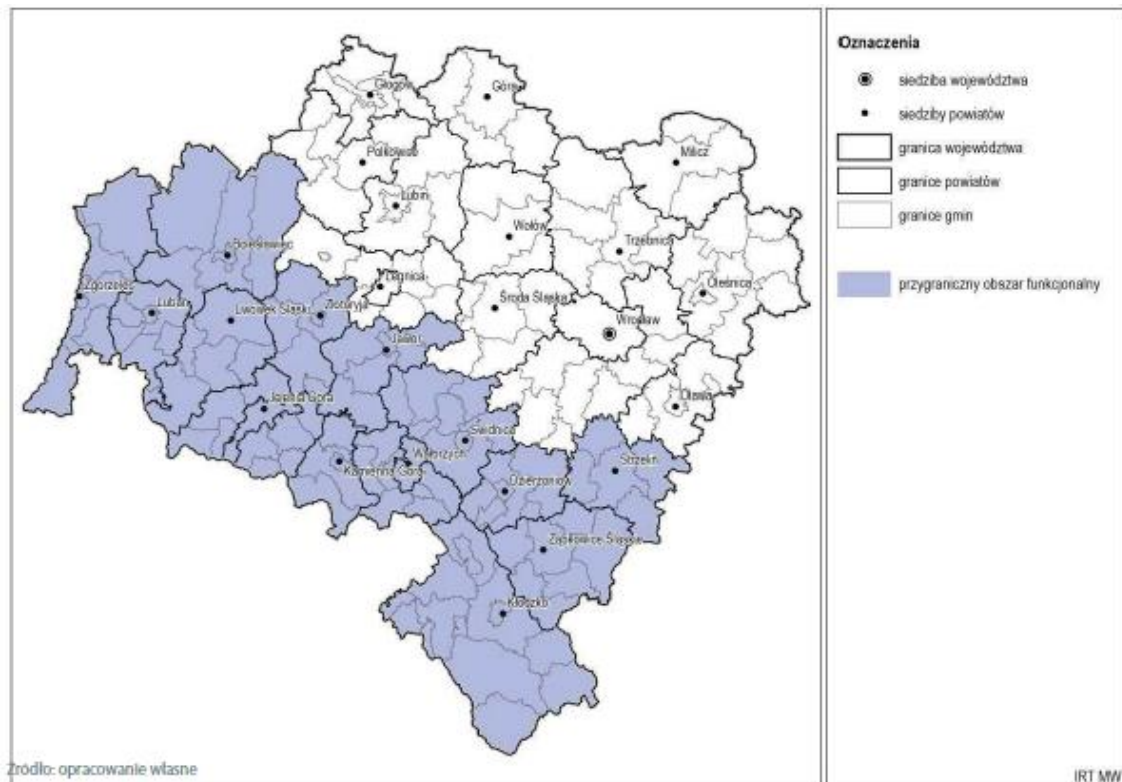 Oznaczenia
siedziba województwa
siedziby powiatów
granica województwa
granice powiatów
granice gmin
przygraniczny obszar funkcjonalny
Głogów
Góra
Polkowice
Milicz
Lubin
Wołów
Trzebnica
Bolesławiec
Legnica
Oleśnica
Zgorzelec
Lubań
Lwówek Śląski
Złotoryja
Środa Śląska
Wrocław
Jawor
Jelenia Góra
Oława
Świdnica
Kamienna Góra
Wałbrzych
Strzelin
Dzierżoniów
Ząbkowice Śląskie
Kłodzko
Źródło: opracowanie własne
IRT MW